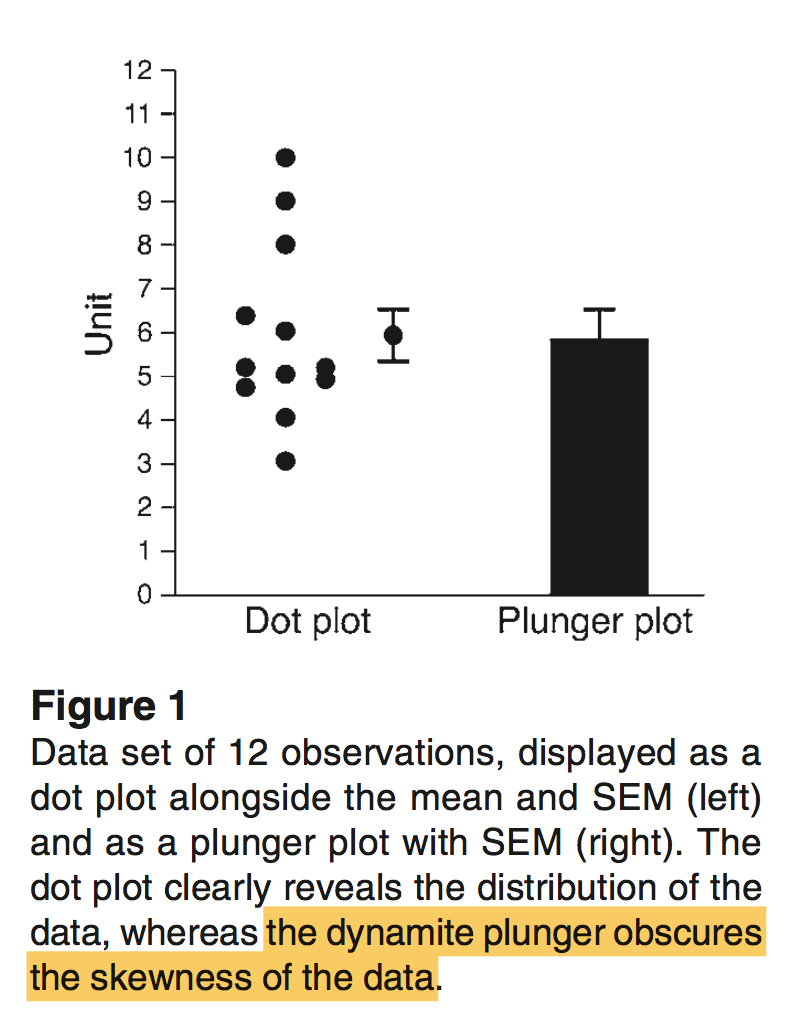 12
11
10
9
8
7
6
5
4
3
2
1
0
Unit
Dot plot
Plunger plot
Figure 1
Data set of 12 observations, displayed as a
dot plot alongside the mean and SEM (left)
and as a plunger plot with SEM (right). The
dot plot clearly reveals the distribution of the
data, whereas the dynamite plunger obscures
the skewness of the data.